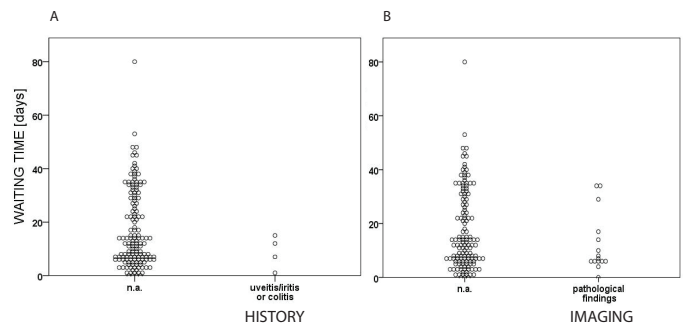 A
B
WAITING TIME [days]
80
60
40
20
0
n.a.
uveitis/iritis
or colitis
HISTORY
80
60
40
20
0
n.a.
pathological
findings
IMAGING